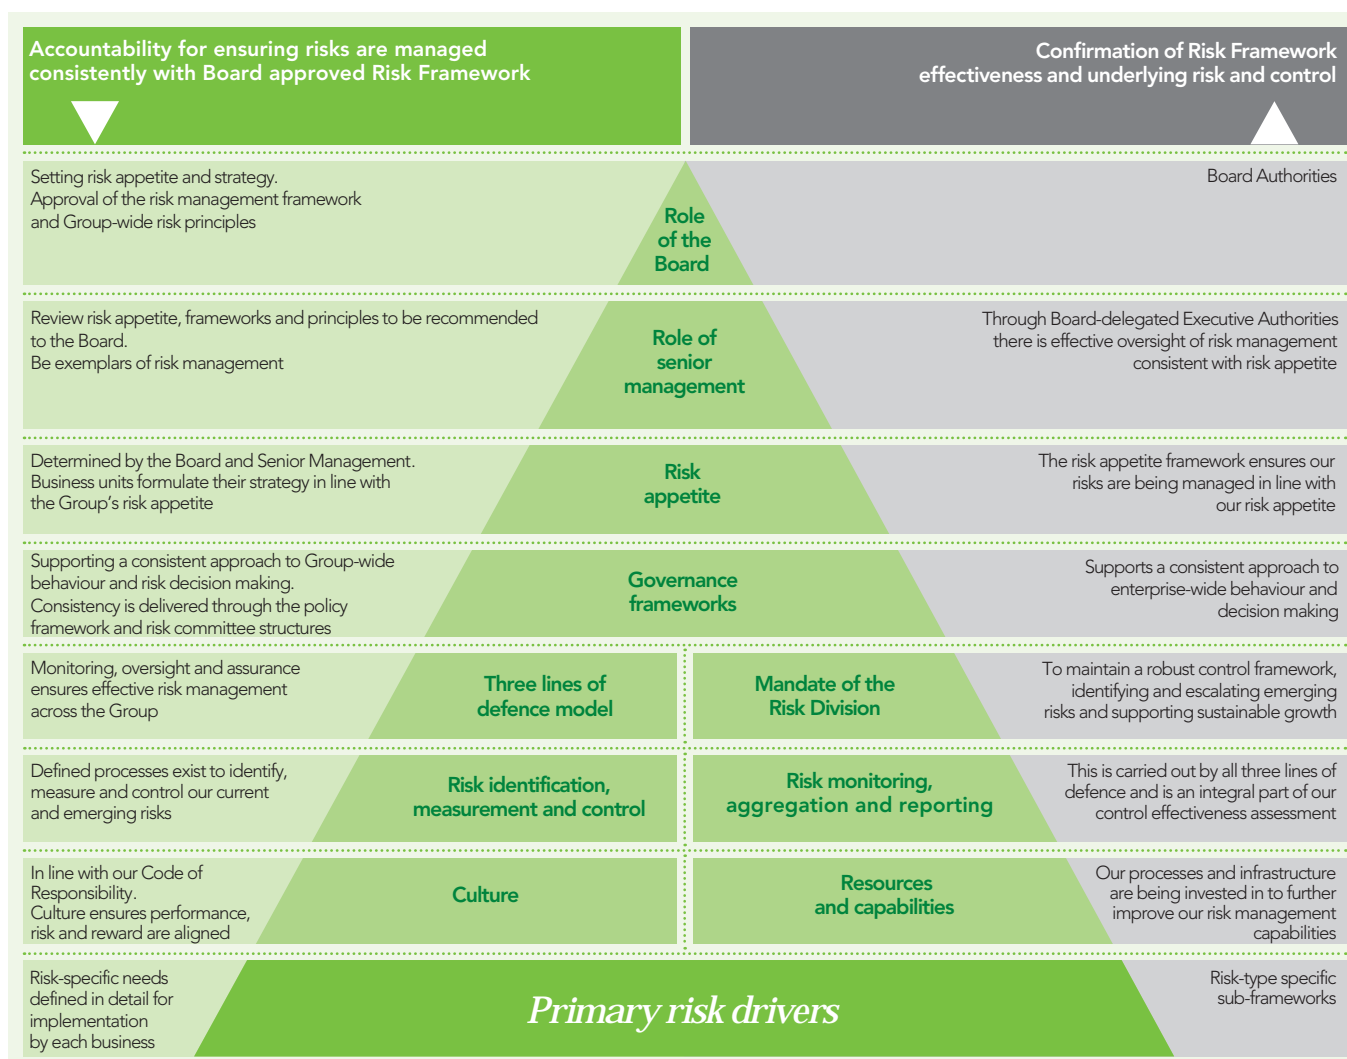 Accountability for ensuring risks are managed
consistently with Board approved Risk Framework
Confirmation of Risk Framework
effectiveness and underlying risk and control
Setting risk appetite and strategy.
Approval of the risk management framework
and Group-wide risk principles
Role
of the
Board
Board Authorities
Review risk appetite, frameworks and principles to be recommended
to the Board.
Be exemplars of risk management
Role of
senior
management
Through Board-delegated Executive Authorities
there is effective oversight of risk management
consistent with risk appetite
Determined by the Board and Senior Management.
Business units formulate their strategy in line with
the Group's risk appetite
Risk
appetite
The risk appetite framework ensures our
risks are being managed in line with
our risk appetite
Supporting a consistent approach to Group-wide
behaviour and risk decision making.
Consistency is delivered through the policy
framework and risk committee structures
Governance
frameworks
Supports a consistent approach to
enterprise-wide behaviour and
decision making
Monitoring, oversight and assurance
ensures effective risk management
across the Group
Three lines of
defence model
Mandate of the
Risk Division
To maintain a robust control framework,
identifying and escalating emerging
risks and supporting sustainable growth
Defined processes exist to identify,
measure and control our current
and emerging risks
Risk identification,
measurement and control
Risk monitoring,
aggregation and reporting
This is carried out by all three lines of
defence and is an integral part of our
control effectiveness assessment
In line with our Code of
Responsibility.
Culture ensures performance,
risk and reward are aligned
Culture
Resources
and capabilities
Our processes and infrastructure
are being invested in to further
improve our risk management
capabilities
Risk-specific needs
defined in detail for
implementation
by each business
Primary risk drivers
Risk-type specific
sub-frameworks